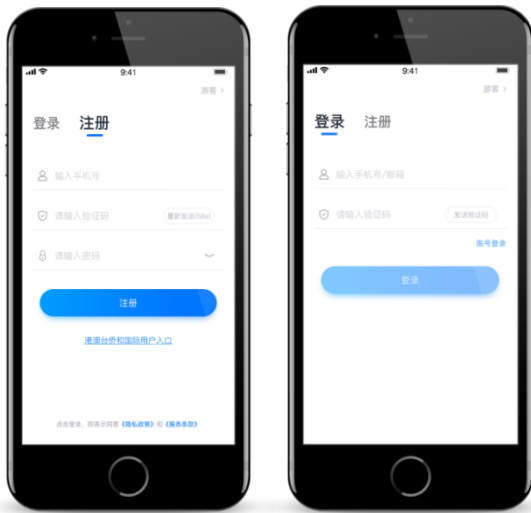 9:41
游客 >
登录 注册
输入手机号
请输入验证码 重新发送(56s)
请输入密码
注册
港澳台侨和国际用户入口
点击登录，即表示同意《隐私政策》和《服务条款》
9:41
游客 >
登录 注册
输入手机号/邮箱
请输入验证码 发送验证码
账号登录
登录